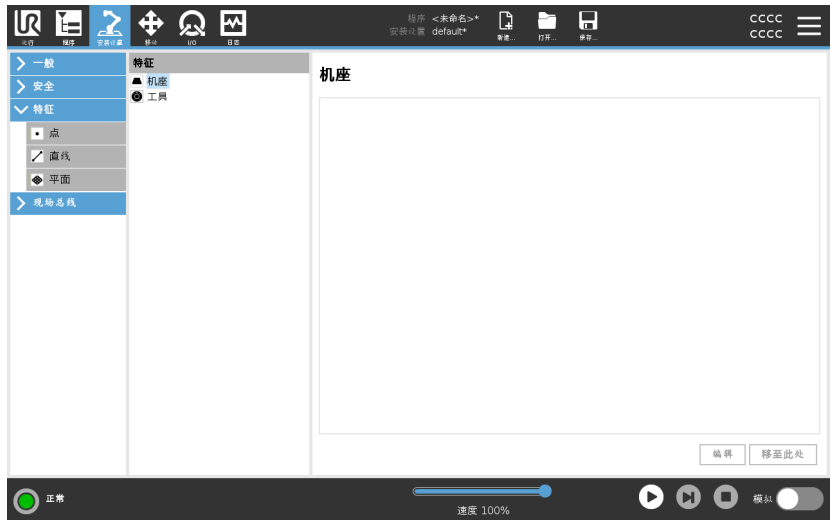 UR
运行 程序 安装设置 移动 I/O 日志
程序 <未命名>*
安装设置 default*
新建... 打开... 保存...
CCCC
CCCC
一般
安全
特征
点
直线
平面
现场总线
特征
机座
工具
机座
编辑 移至此处
正常
速度 100%
模拟